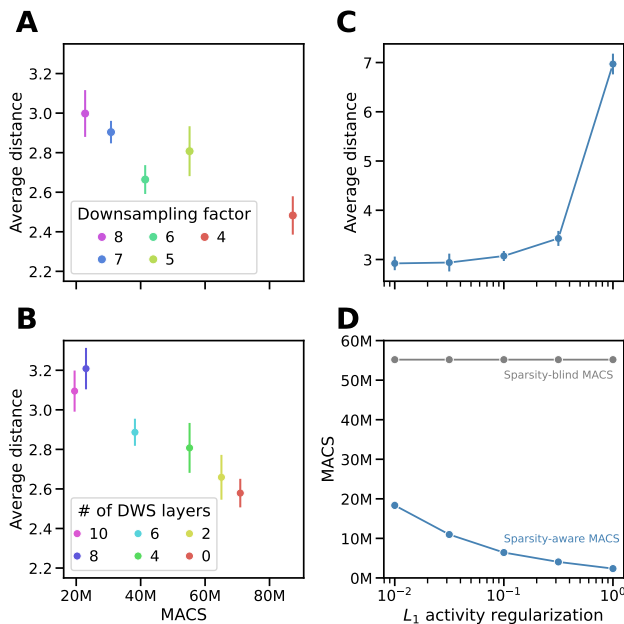 A
Average distance
3.2
3.0
2.8
2.6
2.4
2.2
Downsampling factor
8 6 4
7 5
B
Average distance
3.2
3.0
2.8
2.6
2.4
2.2
# of DWS layers
10 6 2
8 4 0
20M 40M 60M 80M
MACS
C
Average distance
7
6
5
4
3
D
MACS
60M
50M
40M
30M
20M
10M
0M
Sparsity-blind MACS
Sparsity-aware MACS
10⁻² 10⁻¹ 10⁰
L₁ activity regularization